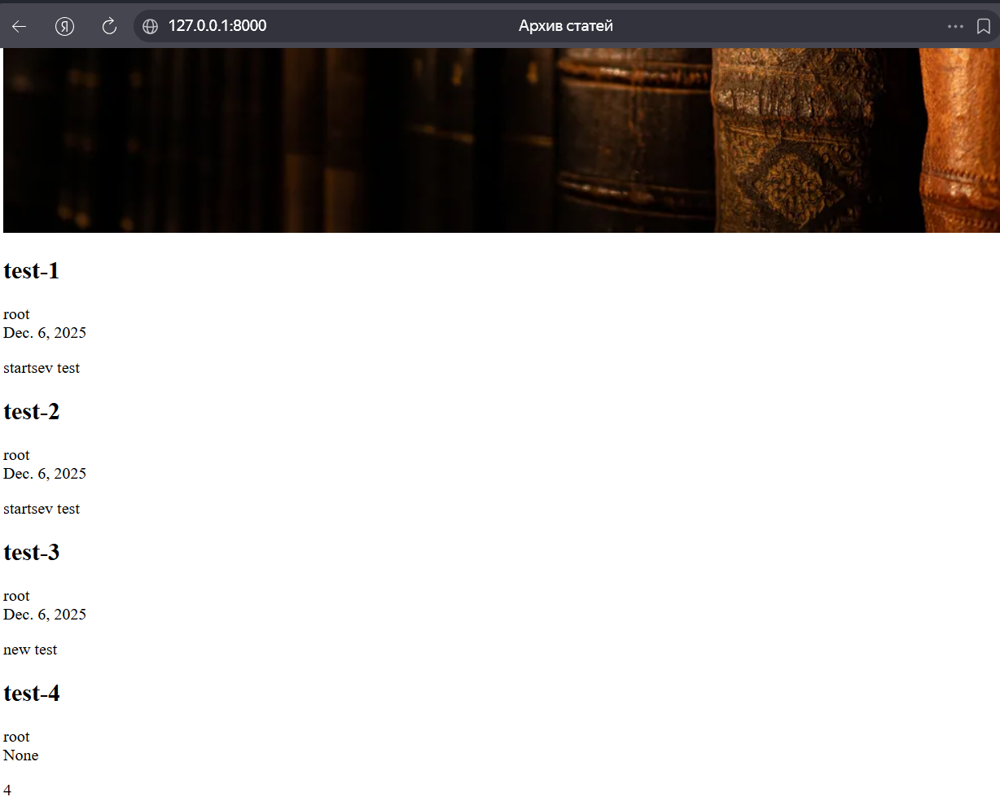 127.0.0.1:8000
Архив статей
test-1
root
Dec. 6, 2025
startsev test
test-2
root
Dec. 6, 2025
startsev test
test-3
root
Dec. 6, 2025
new test
test-4
root
None
4